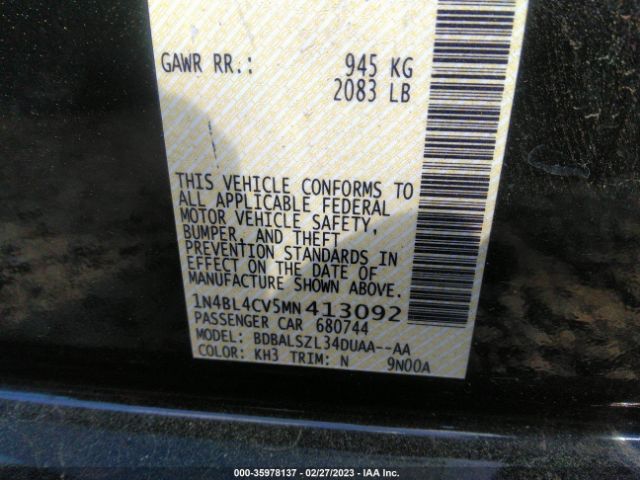 GAWR RR.: 945 KG
2083 LB
THIS VEHICLE CONFORMS TO
ALL APPLICABLE FEDERAL
MOTOR VEHICLE SAFETY,
BUMPER, AND THEFT
PREVENTION STANDARDS IN
EFFECT ON THE DATE OF
MANUFACTURE SHOWN ABOVE.
1N4BL4CV5MN413092
PASSENGER CAR 680744
MODEL: BDBALSZL34DUAA--AA
COLOR: KH3 TRIM: N 9N00A
000-35978137 - 02/27/2023 - IAA Inc.